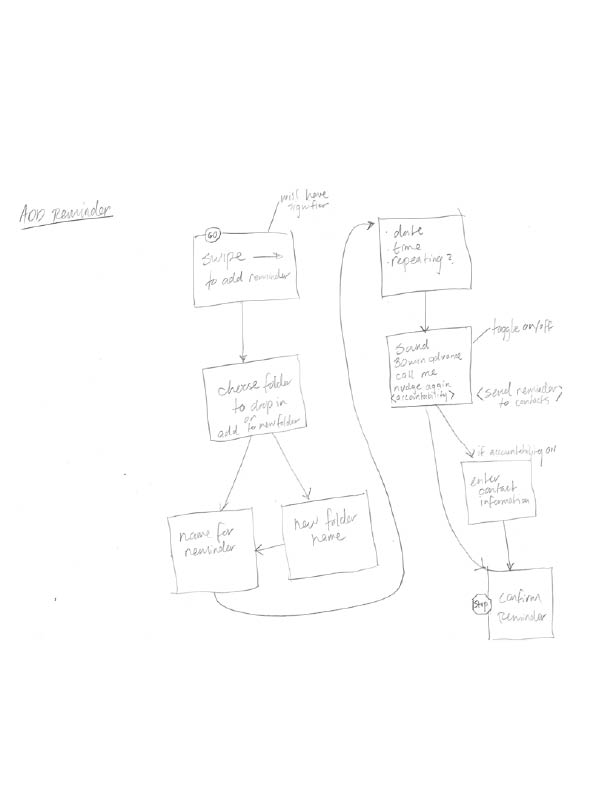 ADD Reminder
will have
signifier
GO
swipe →
to add reminder
choose folder
to drop in
or
add to new folder
name for
reminder
new folder
name
· date
· time
· repeating?
toggle on/off
sound
30 min advance
call me
nudge again
<accountability>
<send reminder
to contacts>
if accountability on
enter
contact
information
Stop
confirm
reminder